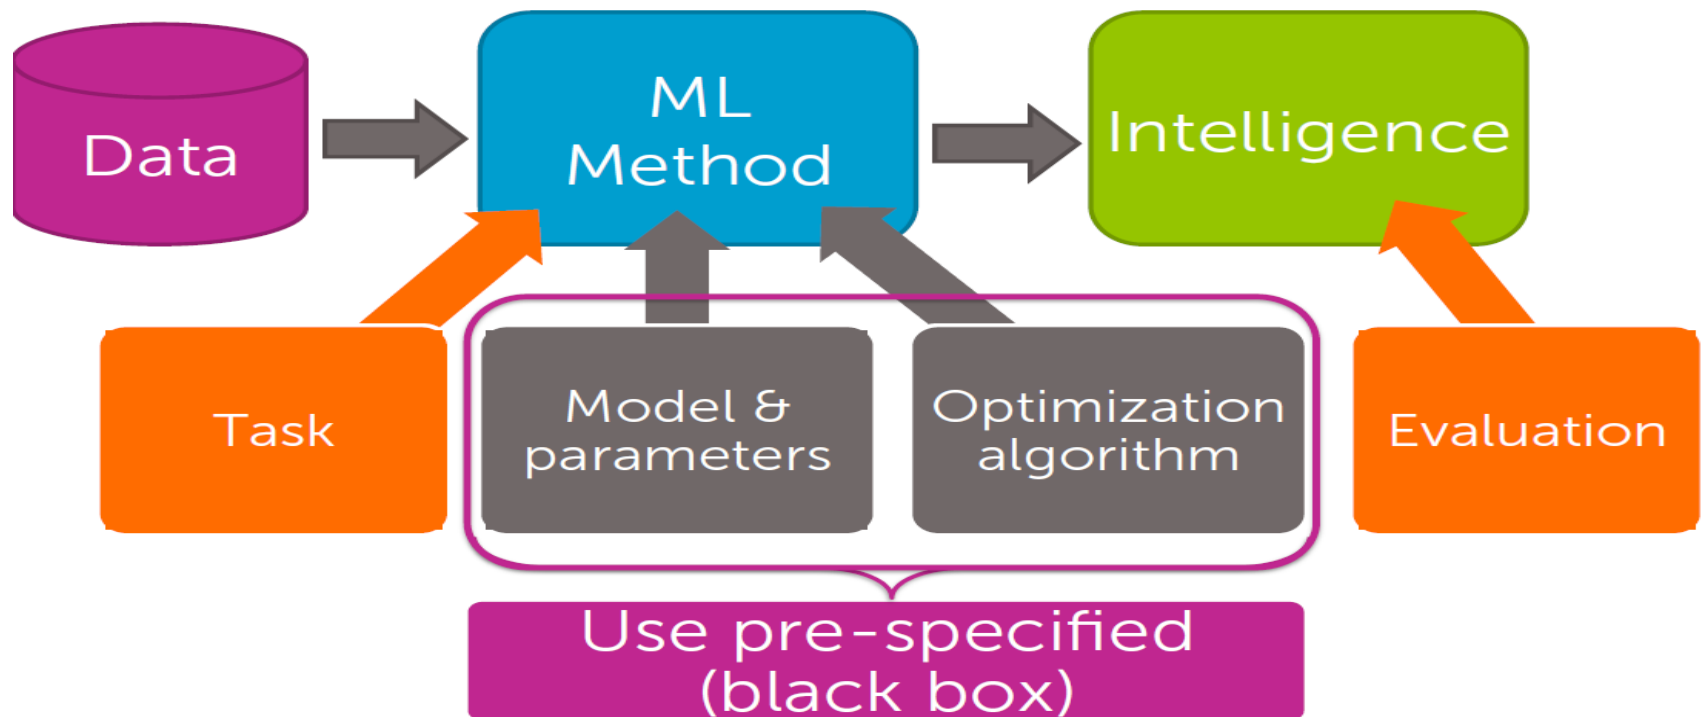 Data
ML
Method
Intelligence
Task
Model &
parameters
Optimization
algorithm
Evaluation
Use pre-specified
(black box)